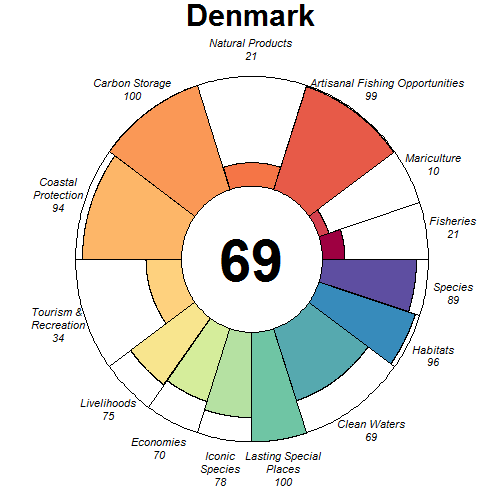 Denmark
Natural Products
21
Carbon Storage
100
Artisanal Fishing Opportunities
99
Mariculture
10
Coastal
Protection
94
Fisheries
21
69
Species
89
Tourism &
Recreation
34
Habitats
96
Livelihoods
75
Clean Waters
69
Economies
70
Iconic
Species
78
Lasting Special
Places
100